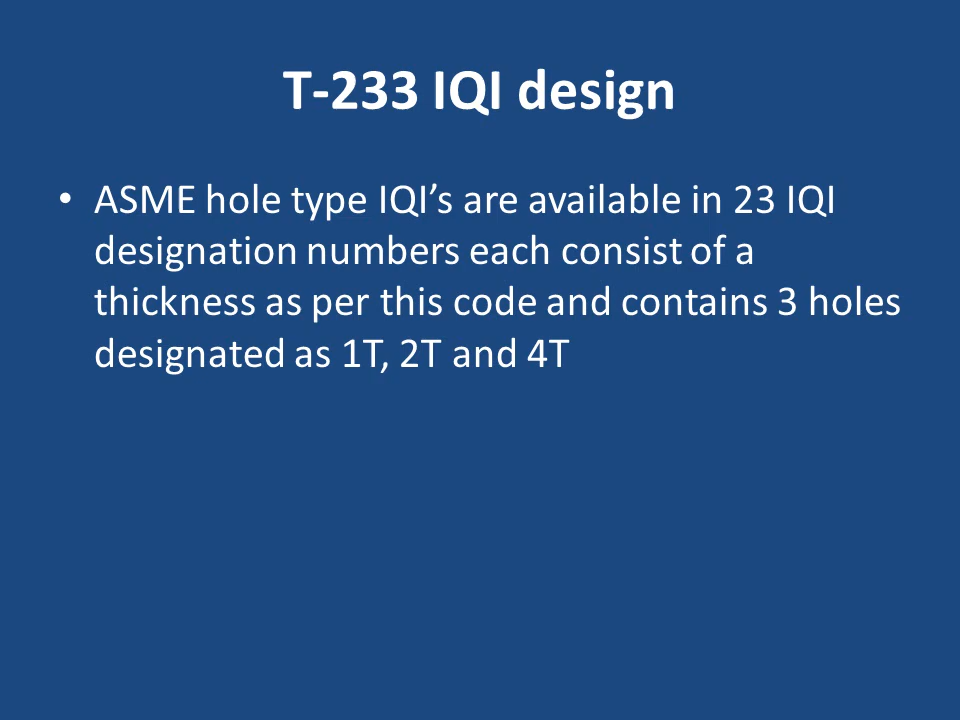 T-233 IQI design
• ASME hole type IQI’s are available in 23 IQI
designation numbers each consist of a
thickness as per this code and contains 3 holes
designated as 1T, 2T and 4T